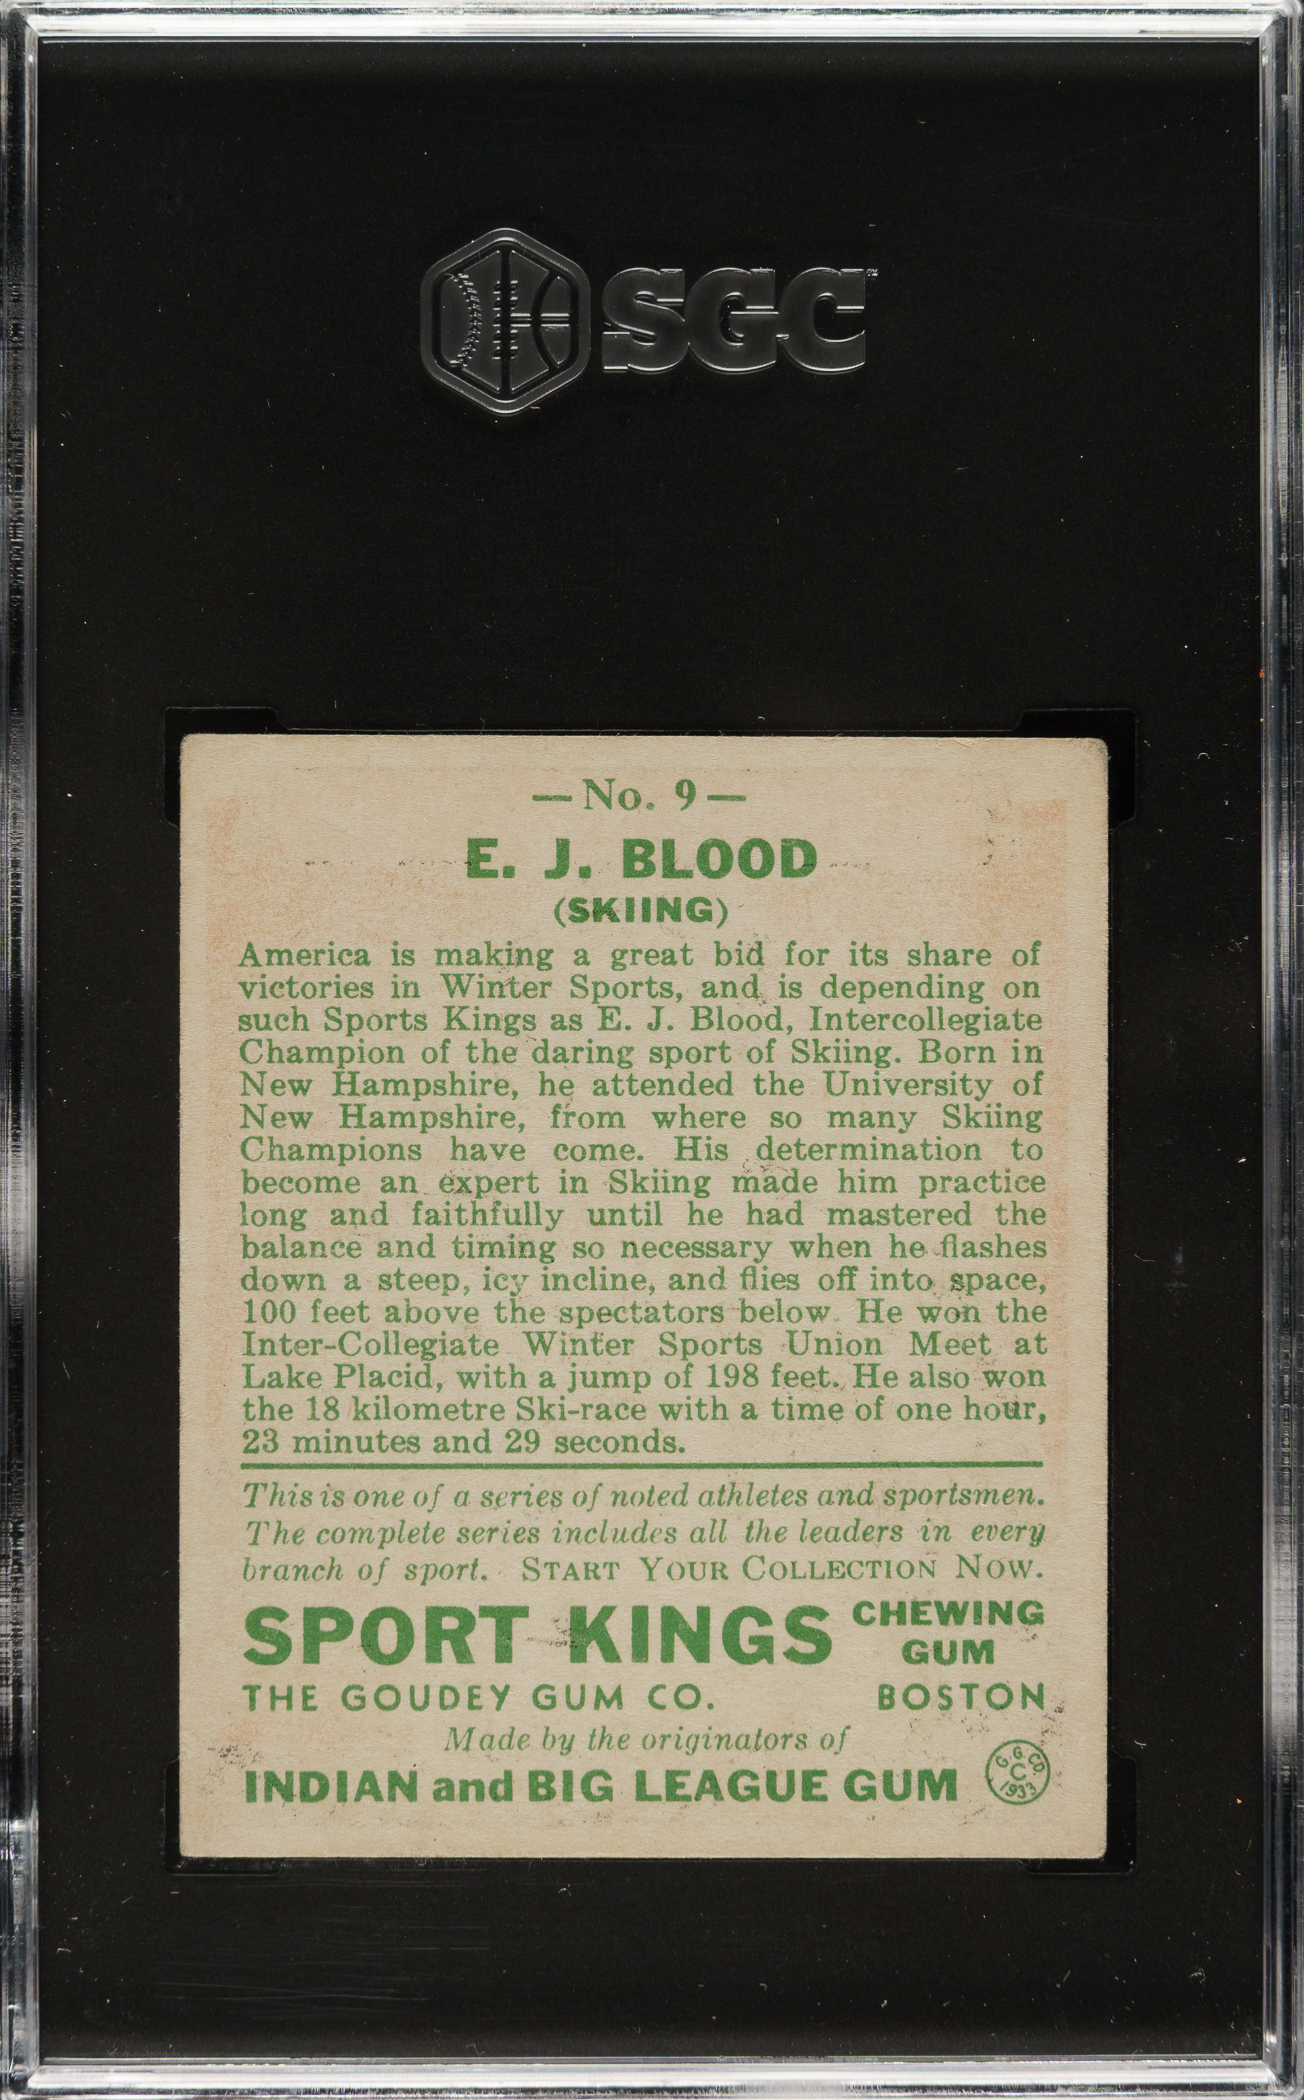 SGC™
—No. 9—
E. J. BLOOD
(SKIING)
America is making a great bid for its share of
victories in Winter Sports, and is depending on
such Sports Kings as E. J. Blood, Intercollegiate
Champion of the daring sport of Skiing. Born in
New Hampshire, he attended the University of
New Hampshire, from where so many Skiing
Champions have come. His determination to
become an expert in Skiing made him practice
long and faithfully until he had mastered the
balance and timing so necessary when he flashes
down a steep, icy incline, and flies off into space,
100 feet above the spectators below. He won the
Inter-Collegiate Winter Sports Union Meet at
Lake Placid, with a jump of 198 feet. He also won
the 18 kilometre Ski-race with a time of one hour,
23 minutes and 29 seconds.
This is one of a series of noted athletes and sportsmen.
The complete series includes all the leaders in every
branch of sport. START YOUR COLLECTION NOW.
SPORT KINGS CHEWING GUM
THE GOUDEY GUM CO. BOSTON
Made by the originators of
INDIAN and BIG LEAGUE GUM
G. G. CO.
C
1933